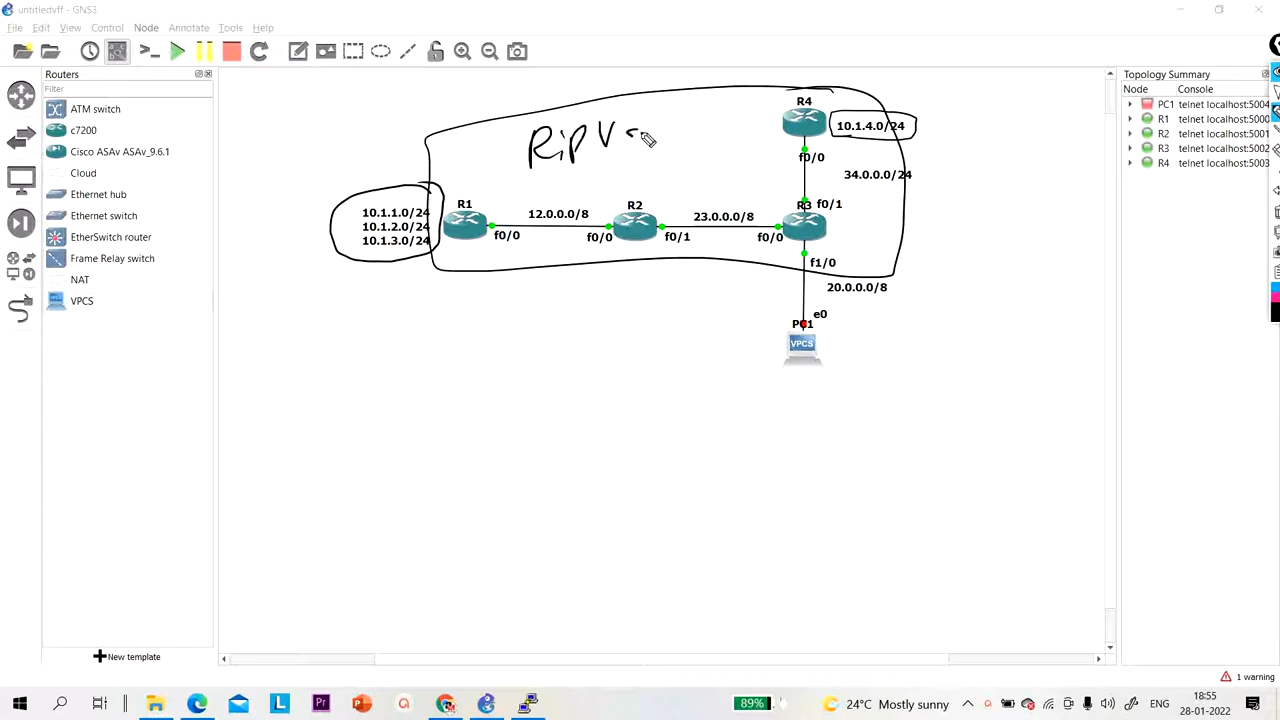 untitledvff - GNS3
File Edit View Control Node Annotate Tools Help
Routers
Filter
ATM switch
c7200
Cisco ASAv ASAv_9.6.1
Cloud
Ethernet hub
Ethernet switch
EtherSwitch router
Frame Relay switch
NAT
VPCS
New template
RiP V
R4
10.1.4.0/24
f0/0
34.0.0.0/24
10.1.1.0/24
10.1.2.0/24
10.1.3.0/24
R1
f0/0
12.0.0.0/8
R2
f0/0
f0/1
23.0.0.0/8
R3
f0/1
f0/0
f1/0
20.0.0.0/8
e0
PC1
VPCS
Topology Summary
Node Console
PC1 telnet localhost:5004
R1 telnet localhost:5000
R2 telnet localhost:5001
R3 telnet localhost:5002
R4 telnet localhost:5003
1 warning
89%
24°C Mostly sunny
ENG
18:55
28-01-2022